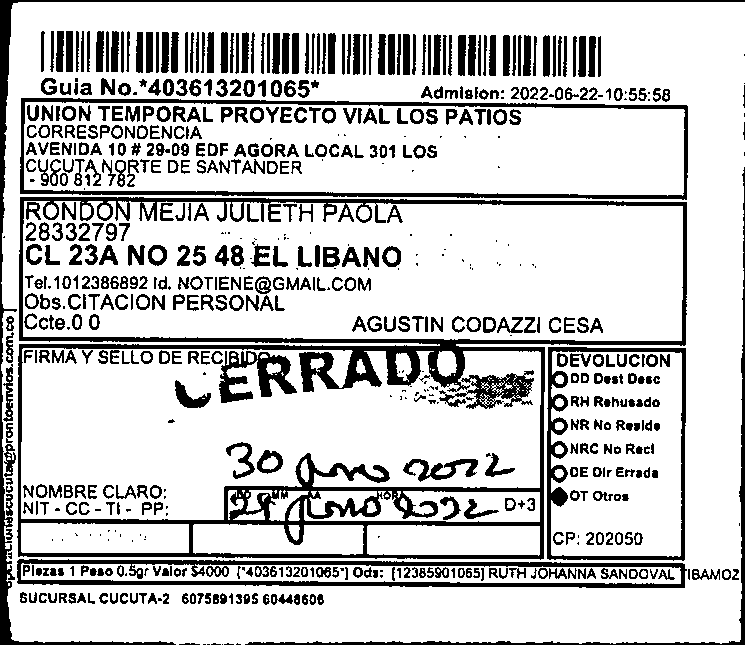 Guia No.*403613201065*
Admision: 2022-06-22-10:55:58
UNION TEMPORAL PROYECTO VIAL LOS PATIOS
CORRESPONDENCIA
AVENIDA 10 # 29-09 EDF AGORA LOCAL 301 LOS
CUCUTA NORTE DE SANTANDER
- 900 812 782
RONDON MEJIA JULIETH PAOLA
28332797
CL 23A NO 25 48 EL LIBANO
Tel.1012386892 Id. NOTIENE@GMAIL.COM
Obs.CITACION PERSONAL
Ccte.0 0
AGUSTIN CODAZZI CESA
FIRMA Y SELLO DE RECIBIDO
CERRADO
30 junio 2022
NOMBRE CLARO:
NIT - CC - TI - PP:
DD MM AA HORA
29 junio 2022
D+3
DEVOLUCION
DD Dest Desc
RH Rehusado
NR No Reside
NRC No Recl
DE Dir Errada
OT Otros
CP: 202050
Piezas 1 Peso 0.5gr Valor $4000 (*403613201065*) Ods: [12385901065] RUTH JOHANNA SANDOVAL TIBAMOZ
SUCURSAL CUCUTA-2 6075891395 60448606
operacionescucuta@prontoenvios.com.co